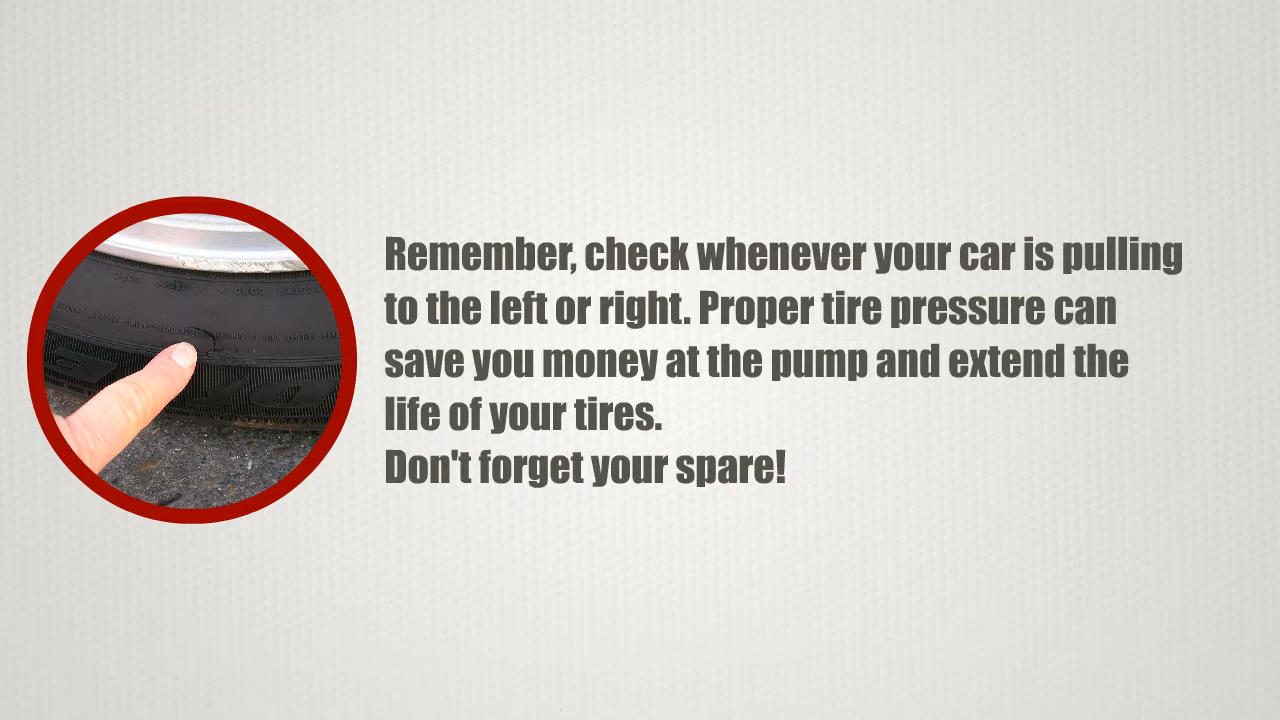 Remember, check whenever your car is pulling
to the left or right. Proper tire pressure can
save you money at the pump and extend the
life of your tires.
Don't forget your spare!